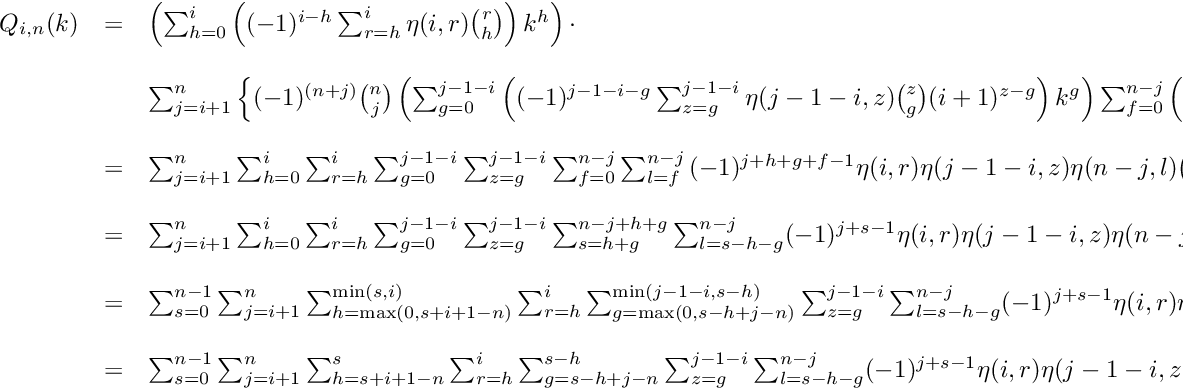 Q_{i,n}(k) = \left( \sum_{h=0}^{i} \left( (-1)^{i-h} \sum_{r=h}^{i} \eta(i,r) \binom{r}{h} \right) k^h \right) \cdot
\sum_{j=i+1}^{n} \left\{ (-1)^{(n+j)} \binom{n}{j} \left( \sum_{g=0}^{j-1-i} \left( (-1)^{j-1-i-g} \sum_{z=g}^{j-1-i} \eta(j-1-i,z) \binom{z}{g} (i+1)^{z-g} \right) k^g \right) \sum_{f=0}^{n-j} \left(
= \sum_{j=i+1}^{n} \sum_{h=0}^{i} \sum_{r=h}^{i} \sum_{g=0}^{j-1-i} \sum_{z=g}^{j-1-i} \sum_{f=0}^{n-j} \sum_{l=f}^{n-j} (-1)^{j+h+g+f-1} \eta(i,r) \eta(j-1-i,z) \eta(n-j,l) (
= \sum_{j=i+1}^{n} \sum_{h=0}^{i} \sum_{r=h}^{i} \sum_{g=0}^{j-1-i} \sum_{z=g}^{j-1-i} \sum_{s=h+g}^{n-j+h+g} \sum_{l=s-h-g}^{n-j} (-1)^{j+s-1} \eta(i,r) \eta(j-1-i,z) \eta(n-
= \sum_{s=0}^{n-1} \sum_{j=i+1}^{n} \sum_{h=\max(0,s+i+1-n)}^{\min(s,i)} \sum_{r=h}^{i} \sum_{g=\max(0,s-h+j-n)}^{\min(j-1-i,s-h)} \sum_{z=g}^{j-1-i} \sum_{l=s-h-g}^{n-j} (-1)^{j+s-1} \eta(i,r)
= \sum_{s=0}^{n-1} \sum_{j=i+1}^{n} \sum_{h=s+i+1-n}^{s} \sum_{r=h}^{i} \sum_{g=s-h+j-n}^{s-h} \sum_{z=g}^{j-1-i} \sum_{l=s-h-g}^{n-j} (-1)^{j+s-1} \eta(i,r) \eta(j-1-i,z